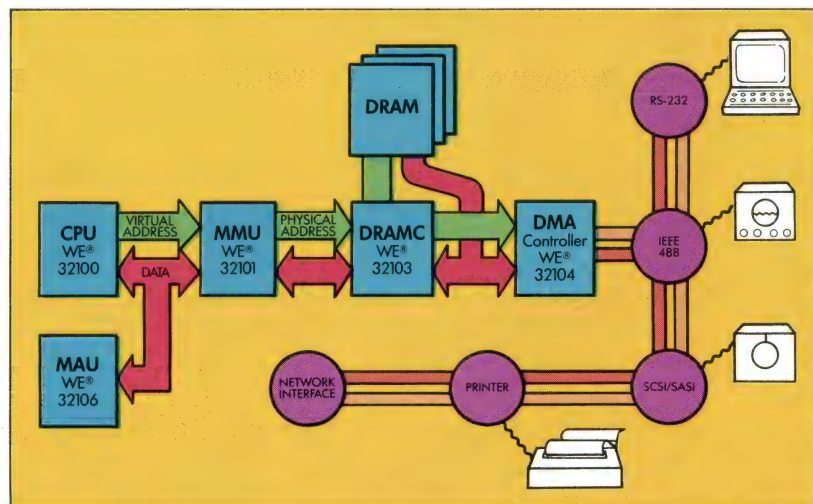 DRAM
RS-232
CPU
WE®
32100
VIRTUAL
ADDRESS
MMU
WE®
32101
PHYSICAL
ADDRESS
DRAMC
WE®
32103
DMA
Controller
WE®
32104
IEEE
488
DATA
MAU
WE®
32106
NETWORK
INTERFACE
PRINTER
SCSI/SASI